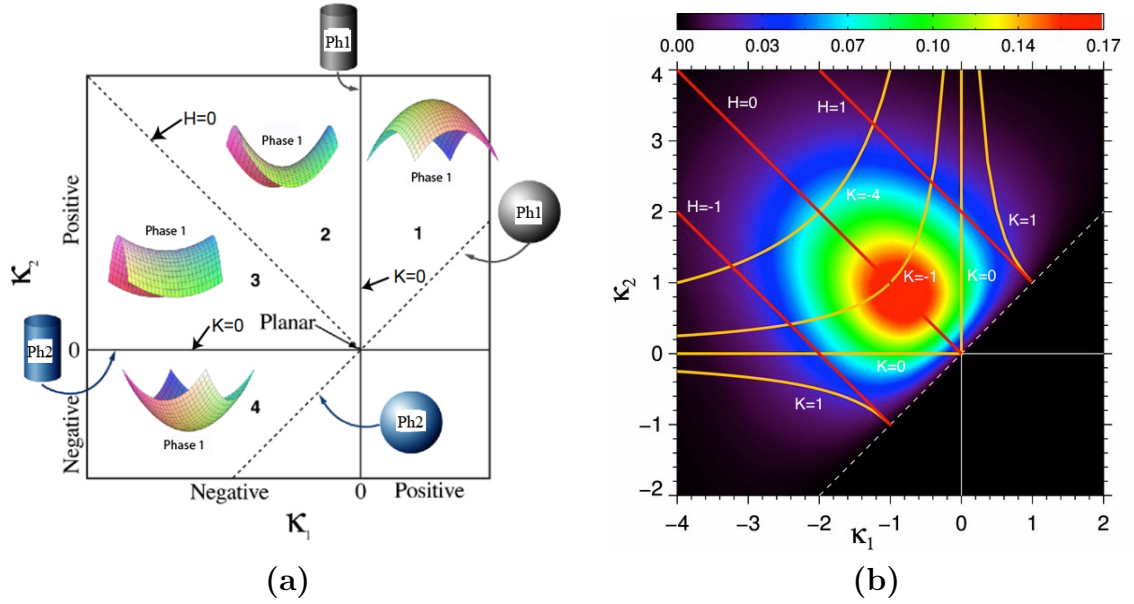 Ph1
H=0
Phase 1
Phase 1
Ph1
Positive
2
1
Phase 1
3
K=0
κ₂
K=0
Planar
Ph2
0
Phase 1
4
Ph2
Negative
Negative
0
Positive
κ₁
(a)
0.00 0.03 0.07 0.10 0.14 0.17
4
3
2
1
0
−1
−2
κ₂
H=0
H=1
K=-4
H=-1
K=1
K=-1
K=0
K=0
K=1
−4 −3 −2 −1 0 1 2
κ₁
(b)